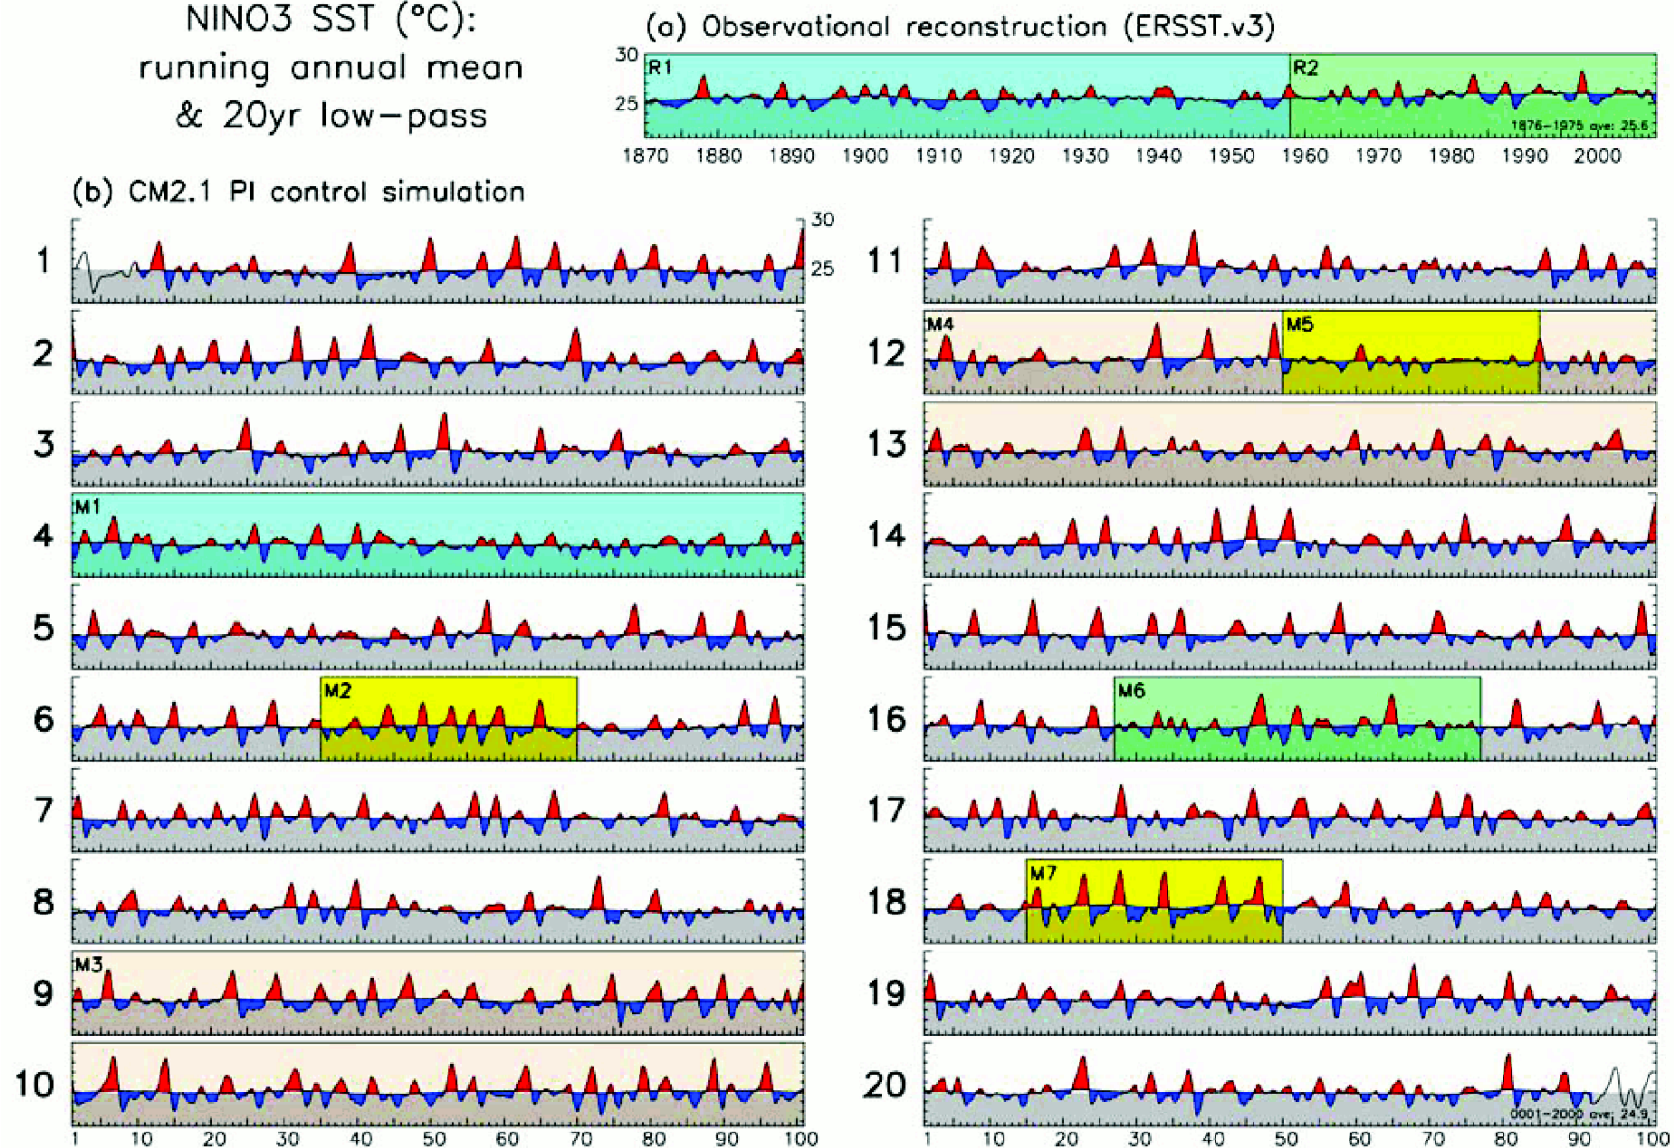 NINO3 SST (°C):
running annual mean
& 20yr low-pass
(a) Observational reconstruction (ERSST.v3)
30
25
R1
R2
1876-1975 ave: 25.6
1870 1880 1890 1900 1910 1920 1930 1940 1950 1960 1970 1980 1990 2000
(b) CM2.1 PI control simulation
1
30
25
2
3
M1
4
5
M2
6
7
8
M3
9
10
1 10 20 30 40 50 60 70 80 90 100
11
M4
M5
12
13
14
15
M6
16
17
M7
18
19
20
0001-2000 ave: 24.9
1 10 20 30 40 50 60 70 80 90 100